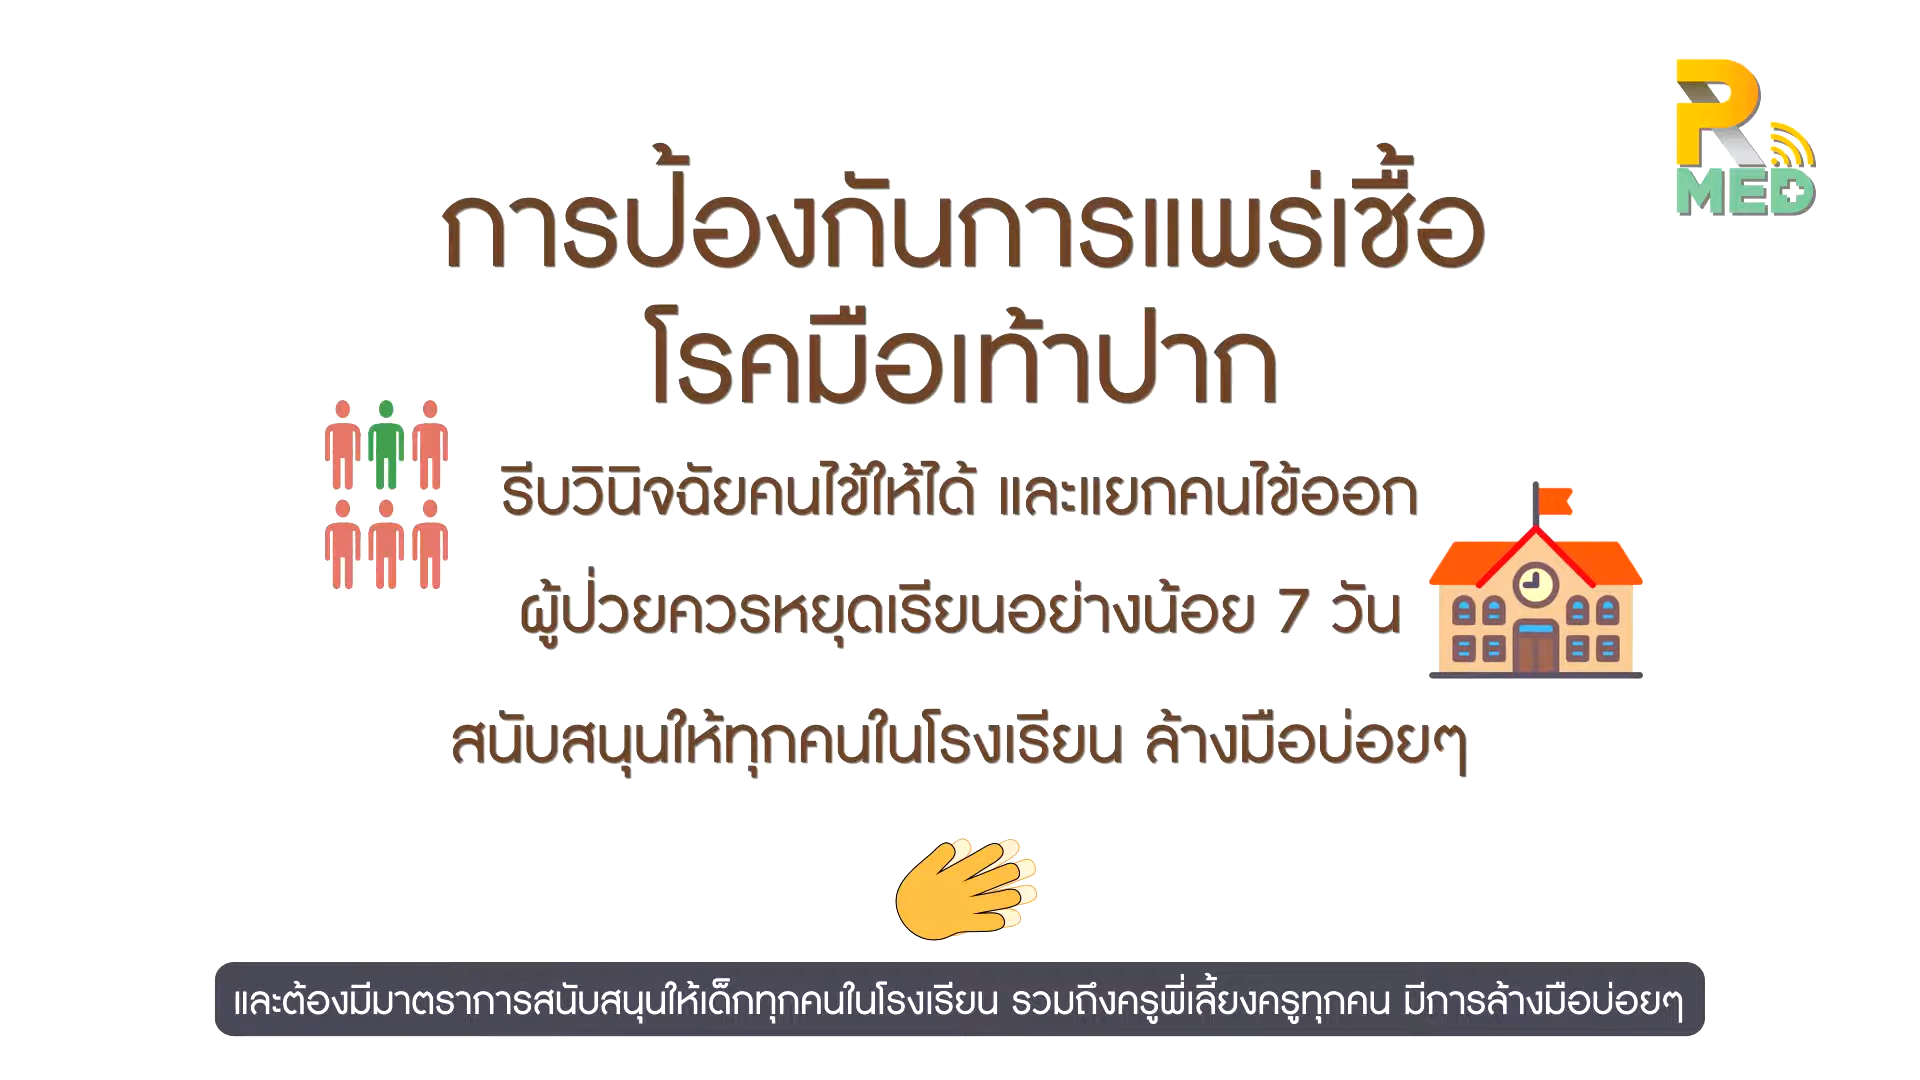 PR
MED
การป้องกันการแพร่เชื้อ
โรคมือเท้าปาก
รีบวินิจฉัยคนไข้ให้ได้ และแยกคนไข้ออก
ผู้ป่วยควรหยุดเรียนอย่างน้อย 7 วัน
สนับสนุนให้ทุกคนในโรงเรียน ล้างมือบ่อยๆ
และต้องมีมาตราการสนับสนุนให้เด็กทุกคนในโรงเรียน รวมถึงครูพี่เลี้ยงครูทุกคน มีการล้างมือบ่อยๆ